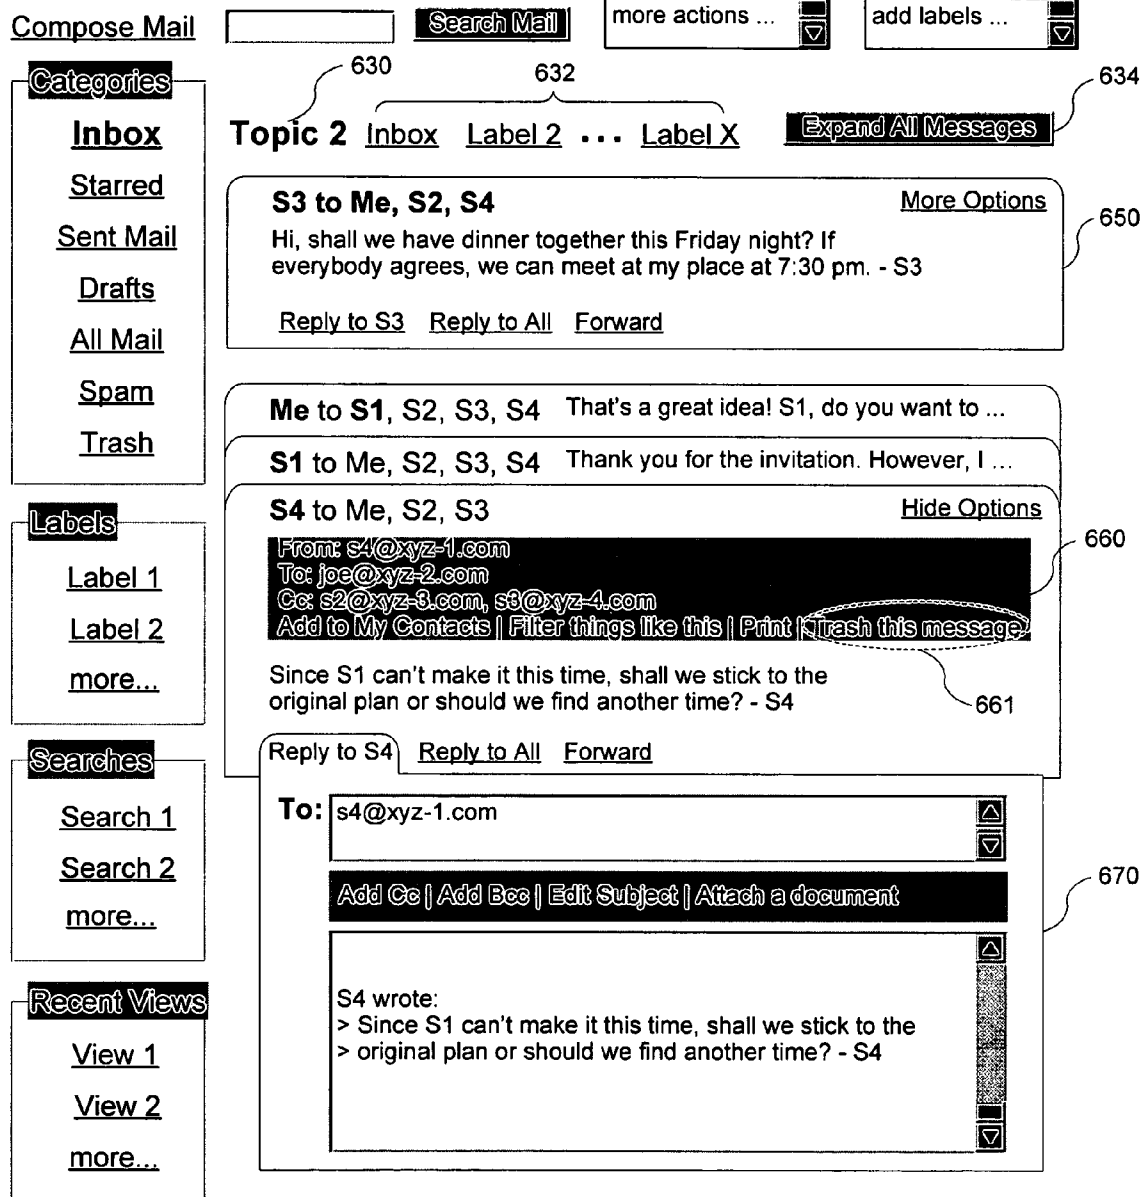 Compose Mail
Search Mail
more actions ...
add labels ...
630
632
634
Categories
Inbox
Starred
Sent Mail
Drafts
All Mail
Spam
Trash
Labels
Label 1
Label 2
more...
Searches
Search 1
Search 2
more...
Recent Views
View 1
View 2
more...
Topic 2 Inbox Label 2 ... Label X
Expand All Messages
S3 to Me, S2, S4
More Options
650
Hi, shall we have dinner together this Friday night? If
everybody agrees, we can meet at my place at 7:30 pm. - S3
Reply to S3 Reply to All Forward
Me to S1, S2, S3, S4 That's a great idea! S1, do you want to ...
S1 to Me, S2, S3, S4 Thank you for the invitation. However, I ...
S4 to Me, S2, S3
Hide Options
660
From: s4@xyz-1.com
To: joe@xyz-2.com
Cc: s2@xyz-3.com, s3@xyz-4.com
Add to My Contacts | Filter things like this | Print | Trash this message
661
Since S1 can't make it this time, shall we stick to the
original plan or should we find another time? - S4
Reply to S4 Reply to All Forward
To: s4@xyz-1.com
670
Add Cc | Add Bcc | Edit Subject | Attach a document
S4 wrote:
> Since S1 can't make it this time, shall we stick to the
> original plan or should we find another time? - S4